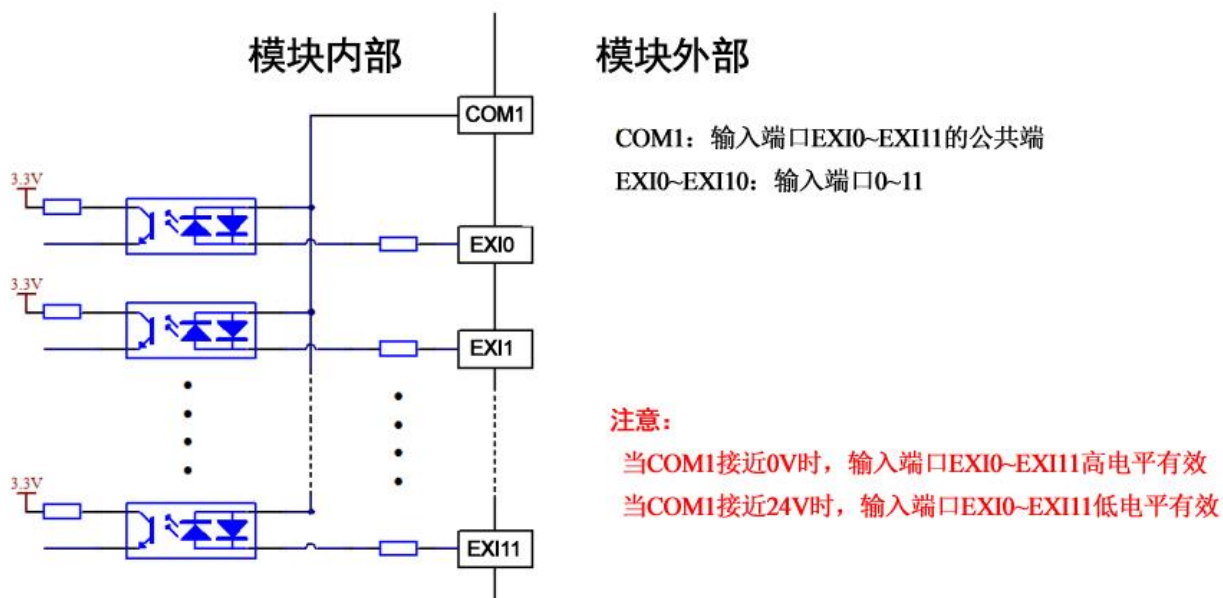 模块内部
模块外部
COM1
COM1：输入端口EXI0~EXI11的公共端
EXI0~EXI10：输入端口0~11
3.3V
EXI0
3.3V
EXI1
注意：
当COM1接近0V时，输入端口EXI0~EXI11高电平有效
当COM1接近24V时，输入端口EXI0~EXI11低电平有效
3.3V
EXI11